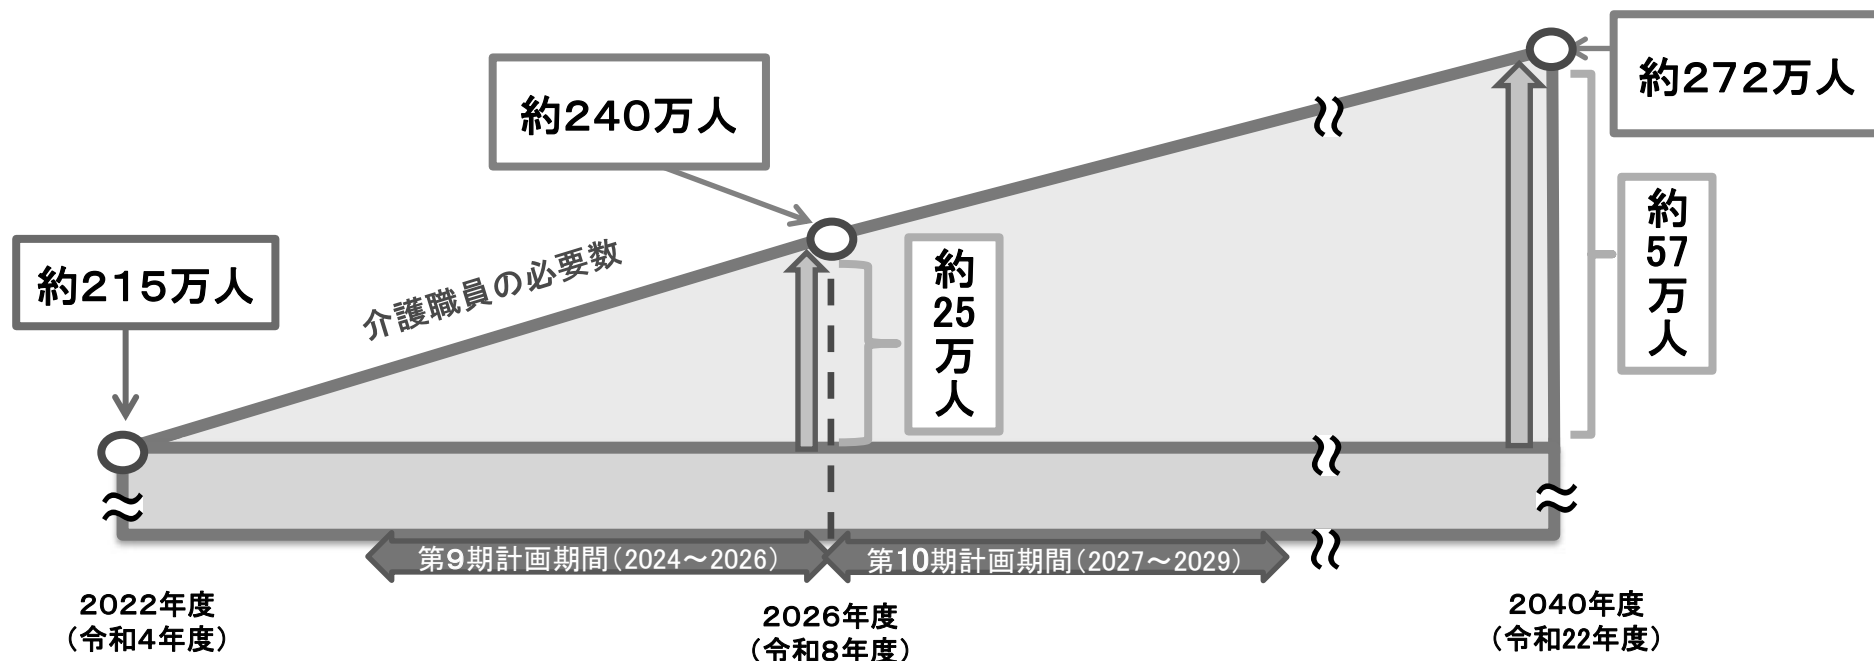 約272万人
約240万人
約57万人
介護職員の必要数
約215万人
約25万人
第9期計画期間(2024～2026)
第10期計画期間(2027～2029)
2022年度
(令和4年度)
2026年度
(令和8年度)
2040年度
(令和22年度)